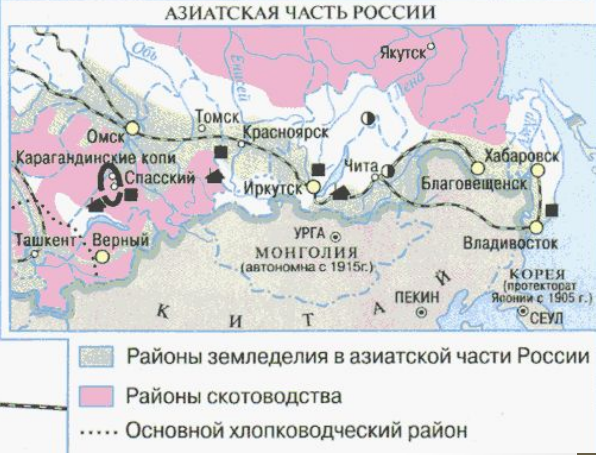 АЗИАТСКАЯ ЧАСТЬ РОССИИ
Якутск
Обь
Енисей
Лена
Амур
Томск
Омск
Красноярск
Карагандинские копи
Спасский
Чита
Хабаровск
Иркутск
Благовещенск
Ташкент
Верный
УРГА
Владивосток
МОНГОЛИЯ
(автономна с 1915г.)
КОРЕЯ
(протекторат
Японии с 1905 г.)
ПЕКИН
СЕУЛ
КИТАЙ
Районы земледелия в азиатской части России
Районы скотоводства
Основной хлопководческий район